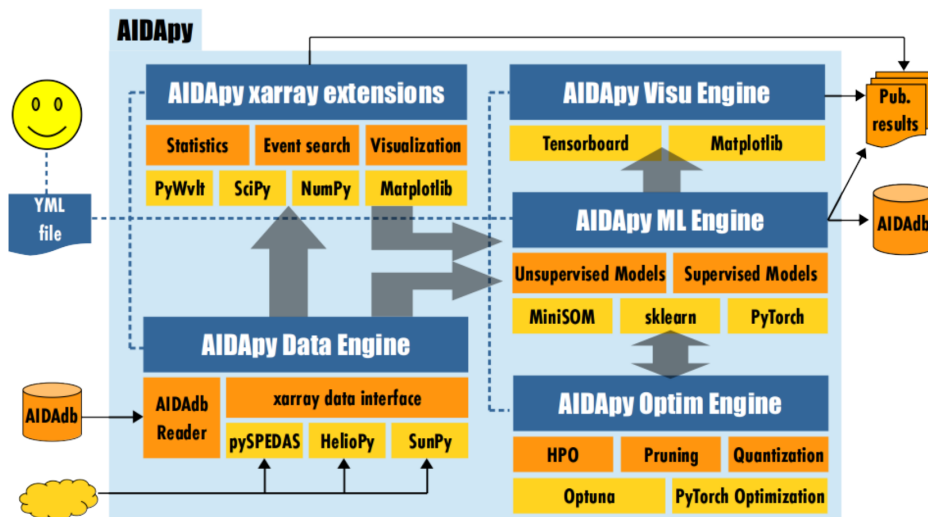 AIDApy
AIDApy xarray extensions
Statistics
Event search
Visualization
PyWvlt
SciPy
NumPy
Matplotlib
AIDApy Visu Engine
Tensorboard
Matplotlib
Pub.
results
YML
file
AIDApy ML Engine
Unsupervised Models
Supervised Models
MiniSOM
sklearn
PyTorch
AIDAdb
AIDApy Data Engine
AIDAdb
AIDAdb
Reader
xarray data interface
pySPEDAS
HelioPy
SunPy
AIDApy Optim Engine
HPO
Pruning
Quantization
Optuna
PyTorch Optimization